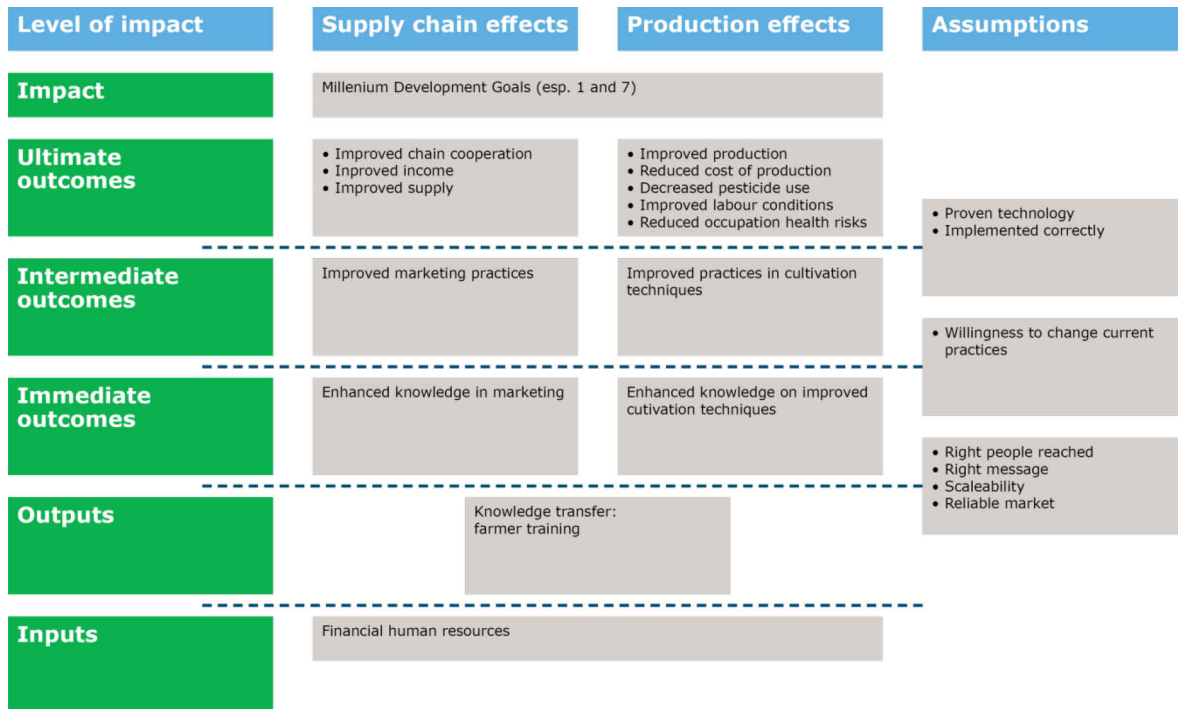 Level of impact
Supply chain effects
Production effects
Assumptions
Impact
Millenium Development Goals (esp. 1 and 7)
Ultimate
outcomes
• Improved chain cooperation
• Inproved income
• Improved supply
• Improved production
• Reduced cost of production
• Decreased pesticide use
• Improved labour conditions
• Reduced occupation health risks
• Proven technology
• Implemented correctly
Intermediate
outcomes
Improved marketing practices
Improved practices in cultivation
techniques
• Willingness to change current
practices
Immediate
outcomes
Enhanced knowledge in marketing
Enhanced knowledge on improved
cutivation techniques
• Right people reached
• Right message
• Scaleability
• Reliable market
Outputs
Knowledge transfer:
farmer training
Inputs
Financial human resources